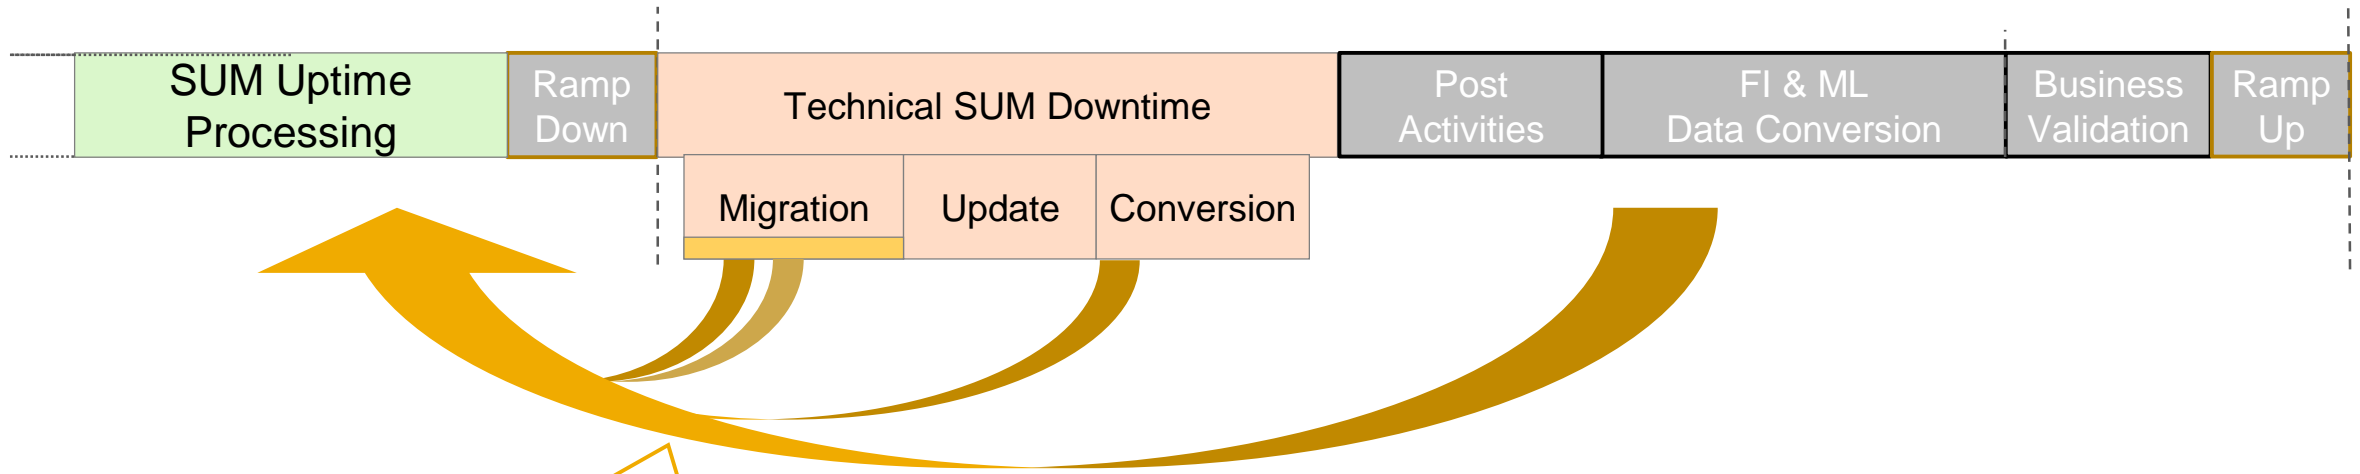 SUM Uptime
Processing
Ramp
Down
Technical SUM Downtime
Post
Activities
FI & ML
Data Conversion
Business
Validation
Ramp
Up
Migration
Update
Conversion